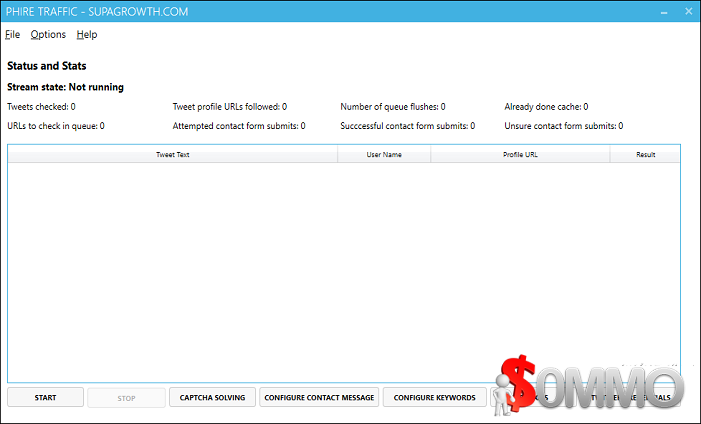 PHIRE TRAFFIC - SUPAGROWTH.COM
File Options Help
Status and Stats
Stream state: Not running
Tweets checked: 0 Tweet profile URLs followed: 0 Number of queue flushes: 0 Already done cache: 0
URLs to check in queue: 0 Attempted contact form submits: 0 Succcessful contact form submits: 0 Unsure contact form submits: 0
Tweet Text User Name Profile URL Result
START STOP CAPTCHA SOLVING CONFIGURE CONTACT MESSAGE CONFIGURE KEYWORDS
$OMMO